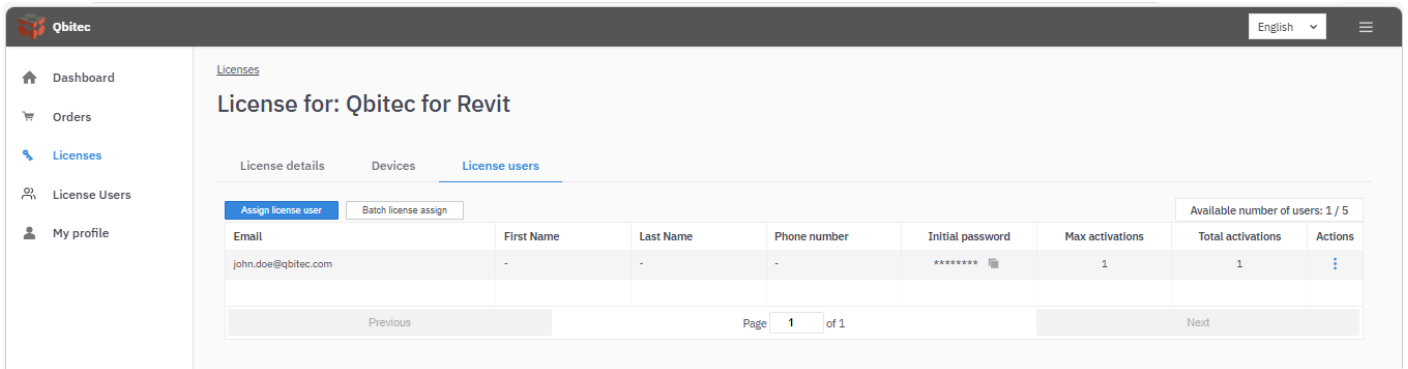 Qbitec
English
Dashboard
Orders
Licenses
License Users
My profile
Licenses
License for: Qbitec for Revit
License details Devices License users
Assign license user Batch license assign Available number of users: 1 / 5
Email First Name Last Name Phone number Initial password Max activations Total activations Actions
john.doe@qbitec.com - - - ******** 1 1
Previous Page 1 of 1 Next